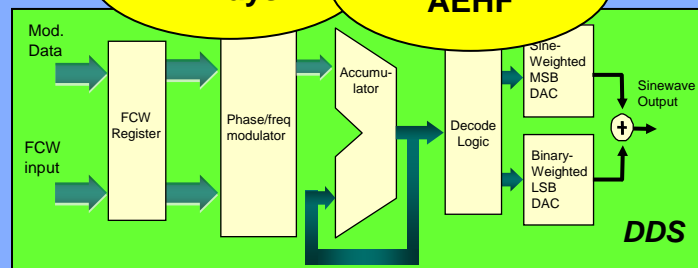 AEHF
Mod.
Data
FCW
input
FCW
Register
Phase/freq
modulator
Accumu-
lator
Decode
Logic
Sine-
Weighted
MSB
DAC
Binary-
Weighted
LSB
DAC
+
Sinewave
Output
DDS